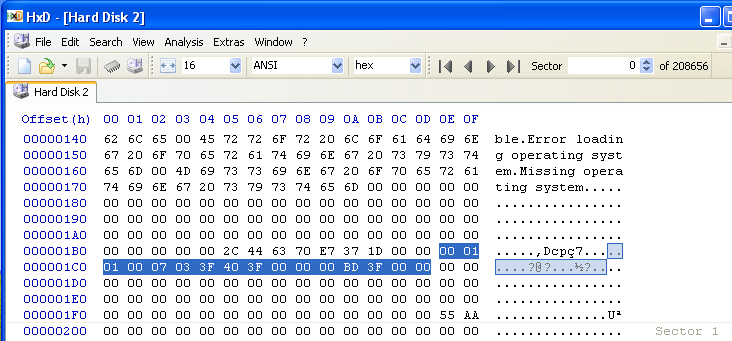 HxD - [Hard Disk 2]
File Edit Search View Analysis Extras Window ?
16 ANSI hex Sector 0 of 208656
Hard Disk 2
Offset(h) 00 01 02 03 04 05 06 07 08 09 0A 0B 0C 0D 0E 0F
00000140 62 6C 65 00 45 72 72 6F 72 20 6C 6F 61 64 69 6E ble.Error loadin
00000150 67 20 6F 70 65 72 61 74 69 6E 67 20 73 79 73 74 g operating syst
00000160 65 6D 00 4D 69 73 73 69 6E 67 20 6F 70 65 72 61 em.Missing opera
00000170 74 69 6E 67 20 73 79 73 74 65 6D 00 00 00 00 00 ting system.....
00000180 00 00 00 00 00 00 00 00 00 00 00 00 00 00 00 00 ................
00000190 00 00 00 00 00 00 00 00 00 00 00 00 00 00 00 00 ................
000001A0 00 00 00 00 00 00 00 00 00 00 00 00 00 00 00 00 ................
000001B0 00 00 00 00 00 2C 44 63 70 E7 37 1D 00 00 00 01 .....,Dcpç7.....
000001C0 01 00 07 03 3F 40 3F 00 00 00 BD 3F 00 00 00 00 ....?@?...½?....
000001D0 00 00 00 00 00 00 00 00 00 00 00 00 00 00 00 00 ................
000001E0 00 00 00 00 00 00 00 00 00 00 00 00 00 00 00 00 ................
000001F0 00 00 00 00 00 00 00 00 00 00 00 00 00 00 55 AA ..............Uª
00000200 00 00 00 00 00 00 00 00 00 00 00 00 00 00 00 00 ................ Sector 1